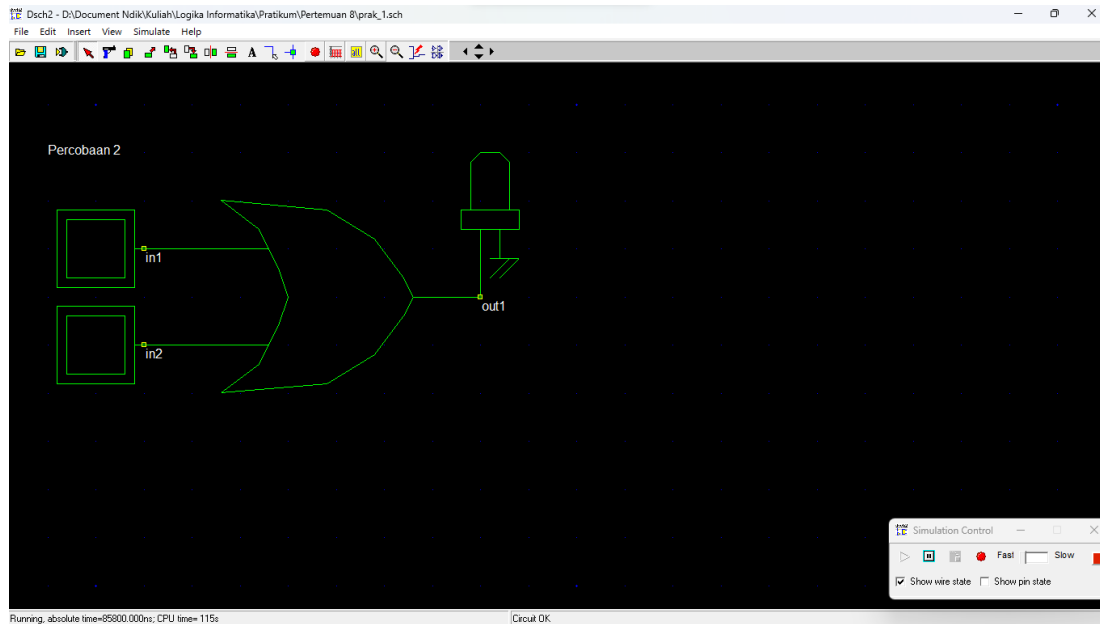 Dsch2 - D:\Document Ndik\Kuliah\Logika Informatika\Pratikum\Pertemuan 8\prak_1.sch
File Edit Insert View Simulate Help
A
Percobaan 2
in1
out1
in2
Simulation Control
Fast Slow
Show wire state Show pin state
Running, absolute time=85800.000ns; CPU time= 115s Circuit OK